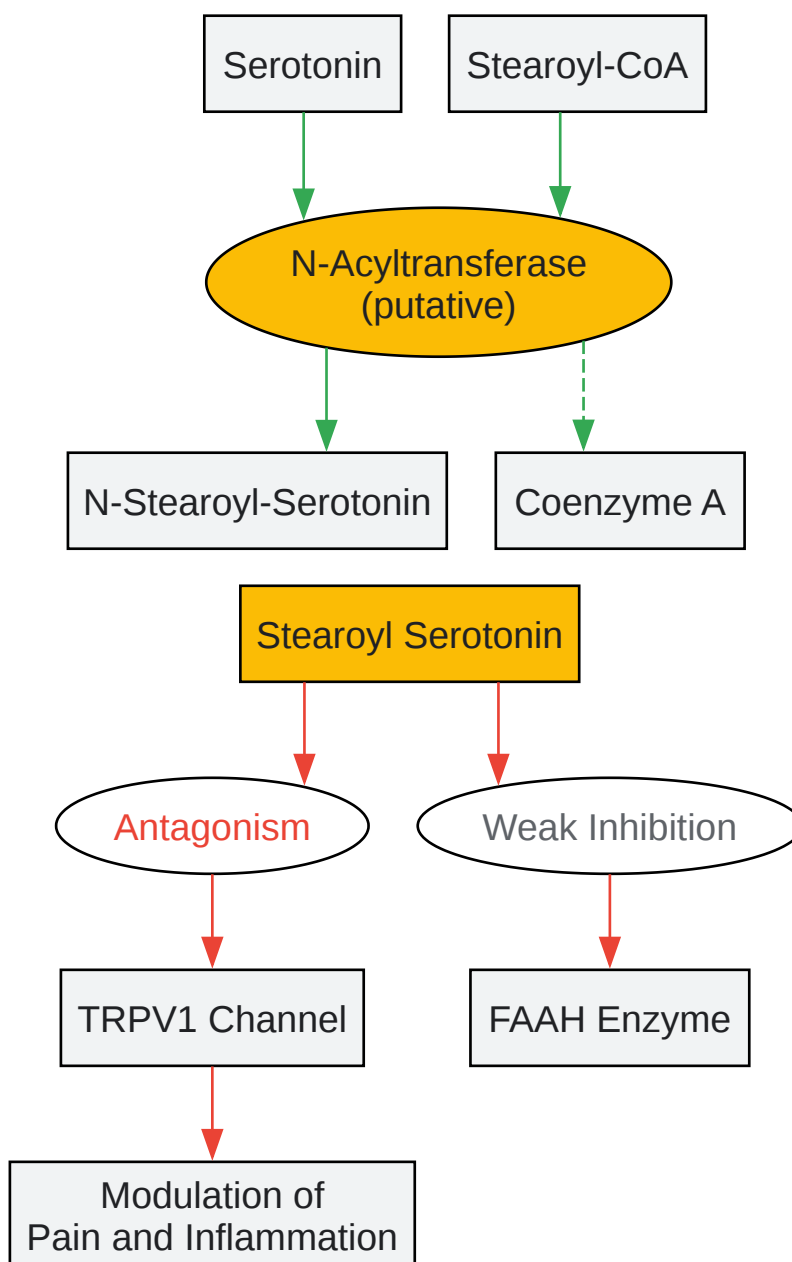 Serotonin
Stearoyl-CoA
N-Acyltransferase
(putative)
N-Stearoyl-Serotonin
Coenzyme A
Stearoyl Serotonin
Antagonism
Weak Inhibition
TRPV1 Channel
FAAH Enzyme
Modulation of
Pain and Inflammation